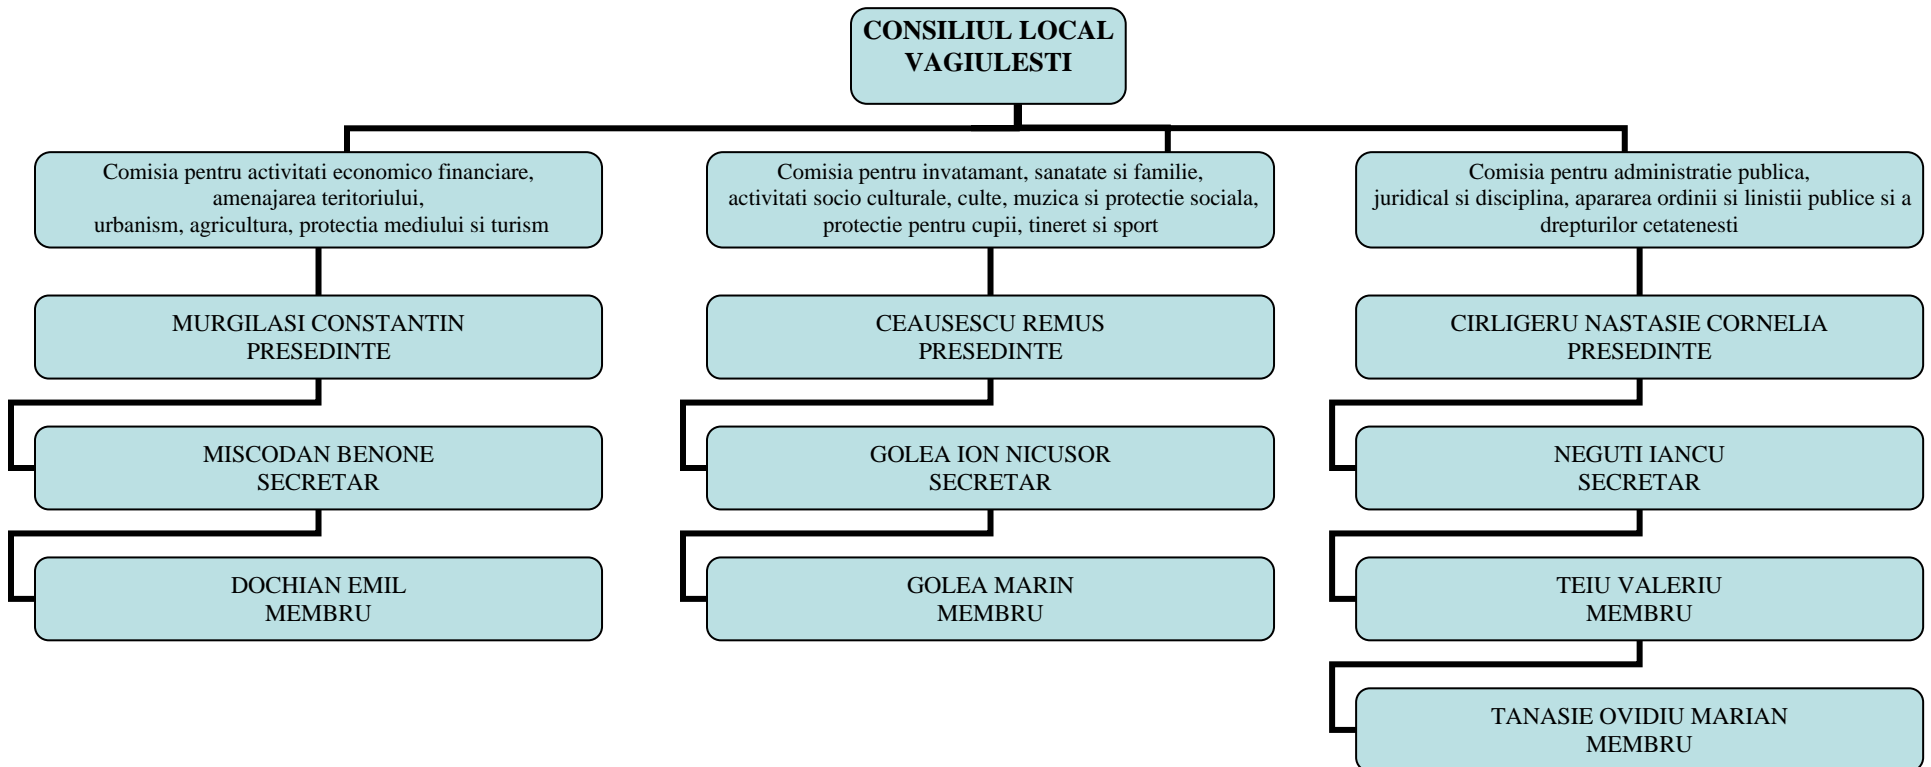 CONSILIUL LOCAL
VAGIULESTI
Comisia pentru activitati economico financiare,
amenajarea teritoriului,
urbanism, agricultura, protectia mediului si turism
MURGILASI CONSTANTIN
PRESEDINTE
MISCODAN BENONE
SECRETAR
DOCHIAN EMIL
MEMBRU
Comisia pentru invatamant, sanatate si familie,
activitati socio culturale, culte, muzica si protectie sociala,
protectie pentru cupii, tineret si sport
CEAUSESCU REMUS
PRESEDINTE
GOLEA ION NICUSOR
SECRETAR
GOLEA MARIN
MEMBRU
Comisia pentru administratie publica,
juridical si disciplina, apararea ordinii si linistii publice si a
drepturilor cetatenesti
CIRLIGERU NASTASIE CORNELIA
PRESEDINTE
NEGUTI IANCU
SECRETAR
TEIU VALERIU
MEMBRU
TANASIE OVIDIU MARIAN
MEMBRU